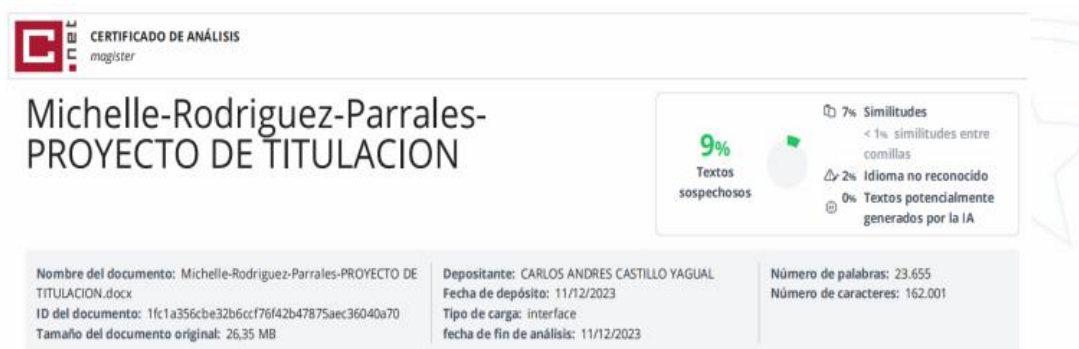 C.net
CERTIFICADO DE ANÁLISIS
magister
Michelle-Rodriguez-Parrales-
PROYECTO DE TITULACION
9%
Textos
sospechosos
7% Similitudes
< 1% similitudes entre
comillas
2% Idioma no reconocido
0% Textos potencialmente
generados por la IA
Nombre del documento: Michelle-Rodriguez-Parrales-PROYECTO DE
TITULACION.docx
ID del documento: 1fc1a356cbe32b6ccf76f42b47875aec36040a70
Tamaño del documento original: 26,35 MB
Depositante: CARLOS ANDRES CASTILLO YAGUAL
Fecha de depósito: 11/12/2023
Tipo de carga: interface
fecha de fin de análisis: 11/12/2023
Número de palabras: 23.655
Número de caracteres: 162.001